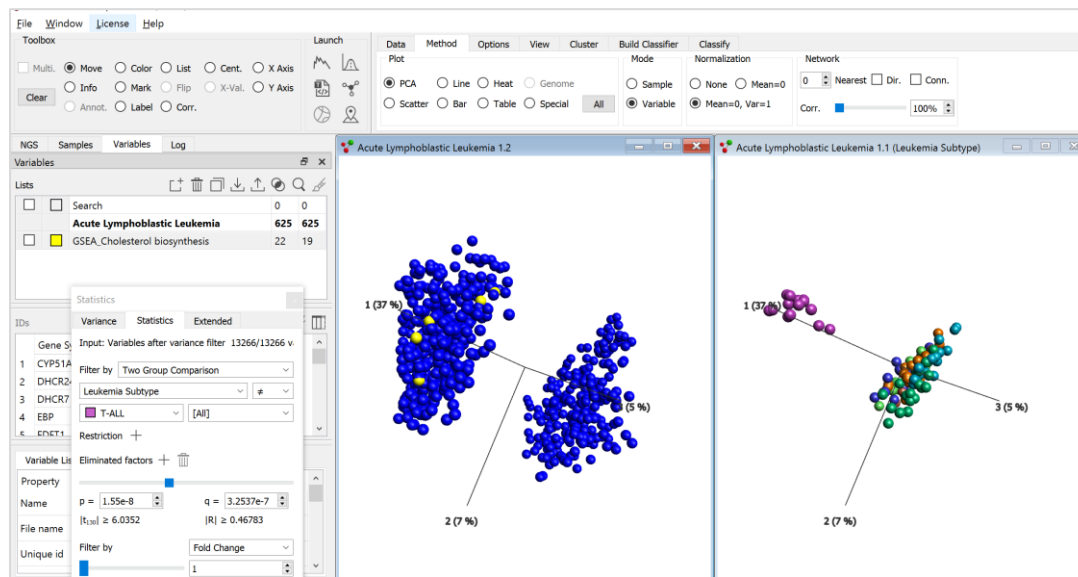 File Window License Help
Toolbox
Launch
Multi. Move Color List Cent. X Axis
Info Mark Flip X-Val. Y Axis
Clear
Annot. Label Corr.
Data Method Options View Cluster Build Classifier Classify
Plot
Mode
Normalization
Network
PCA Line Heat Genome
Sample
None Mean=0
0 Nearest Dir. Conn.
Scatter Bar Table Special All
Variable
Mean=0, Var=1
Corr. 100%
NGS Samples Variables Log
Variables
Lists
Search 0 0
Acute Lymphoblastic Leukemia 625 625
GSEA_Cholesterol biosynthesis 22 19
IDs
Gene Sy
1 CYP51A
2 DHCR24
3 DHCR7
4 EBP
5 FDFT1
Variable Lis
Property
Name
File name
Unique id
Statistics
Variance Statistics Extended
Input: Variables after variance filter 13266/13266 v
Filter by Two Group Comparison
Leukemia Subtype ≠
T-ALL [All]
Restriction
Eliminated factors
p = 1.55e-8 q = 3.2537e-7
|t₁₃₀| ≥ 6.0352 |R| ≥ 0.46783
Filter by Fold Change
1
Acute Lymphoblastic Leukemia 1.2
1 (37 %)
(5 %)
2 (7 %)
Acute Lymphoblastic Leukemia 1.1 (Leukemia Subtype)
1 (37 %)
3 (5 %)
2 (7 %)